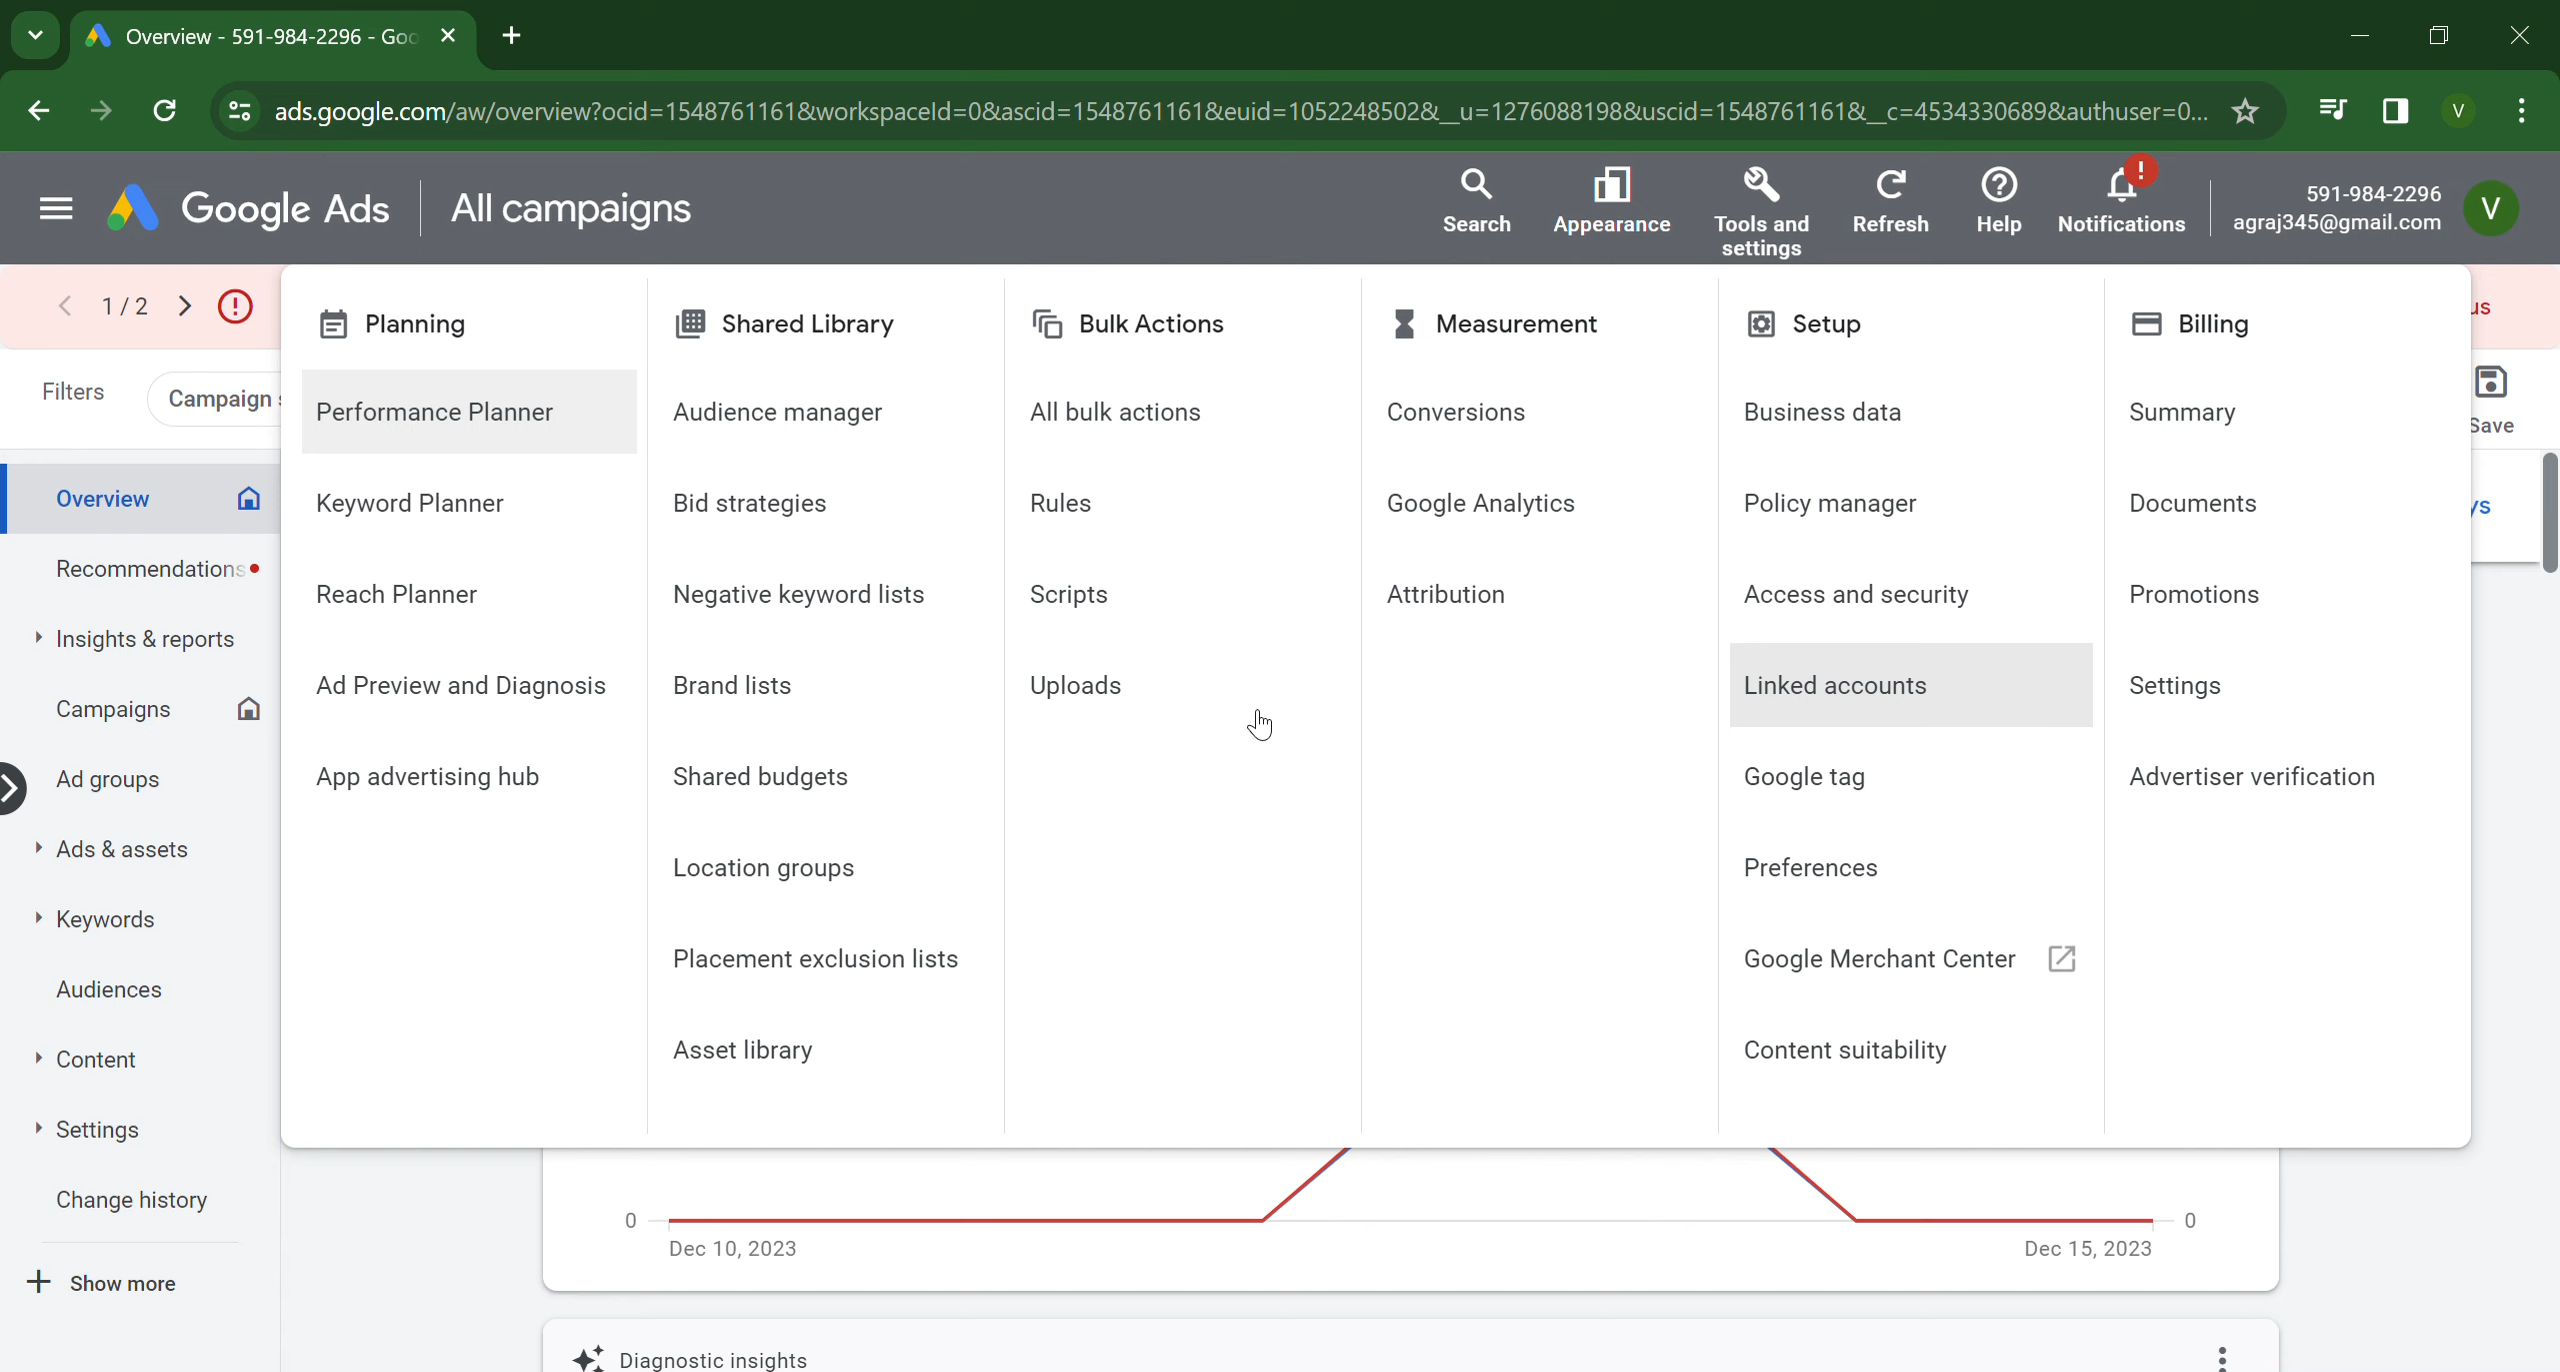 Overview - 591-984-2296 - Goo
ads.google.com/aw/overview?ocid=1548761161&workspaceId=0&ascid=1548761161&euid=1052248502&__u=1276088198&uscid=1548761161&__c=4534330689&authuser=0...
V
Google Ads
All campaigns
Search
Appearance
Tools and
settings
Refresh
Help
!
Notifications
591-984-2296
agraj345@gmail.com
V
1 / 2
us
Filters
Campaign s
Save
ys
Overview
Recommendations
Insights & reports
Campaigns
Ad groups
Ads & assets
Keywords
Audiences
Content
Settings
Change history
Show more
Planning
Performance Planner
Keyword Planner
Reach Planner
Ad Preview and Diagnosis
App advertising hub
Shared Library
Audience manager
Bid strategies
Negative keyword lists
Brand lists
Shared budgets
Location groups
Placement exclusion lists
Asset library
Bulk Actions
All bulk actions
Rules
Scripts
Uploads
Measurement
Conversions
Google Analytics
Attribution
Setup
Business data
Policy manager
Access and security
Linked accounts
Google tag
Preferences
Google Merchant Center
Content suitability
Billing
Summary
Documents
Promotions
Settings
Advertiser verification
0
0
Dec 10, 2023
Dec 15, 2023
Diagnostic insights